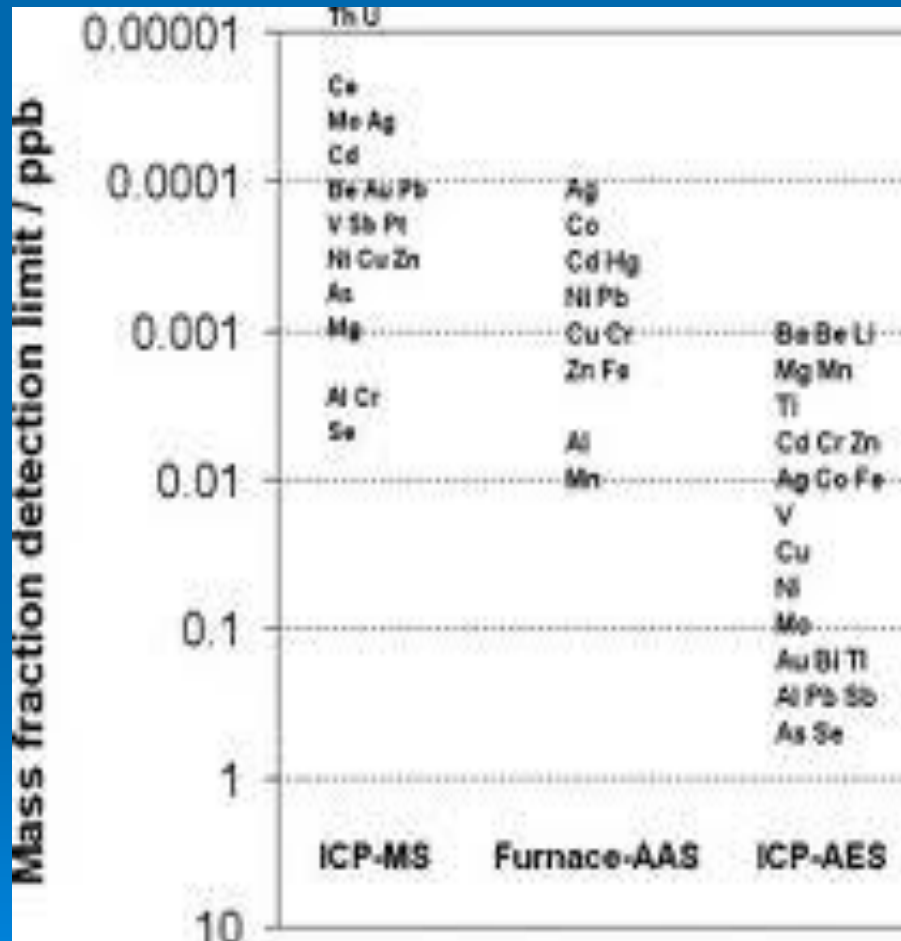 Mass fraction detection limit / ppb
0.00001
0.0001
0.001
0.01
0.1
1
10
Th U
Ce
Mo Ag
Cd
Be Au Pb
V Sb Pt
Ni Cu Zn
As
Mg
Al Cr
Se
ICP-MS
Ag
Co
Cd Hg
Ni Pb
Cu Cr
Zn Fe
Al
Mn
Furnace-AAS
Ba Be Li
Mg Mn
Cd Cr Zn
Ag Co Fe
V
Cu
Ni
Mo
Au Bi Tl
Al Pb Sb
As Se
ICP-AES